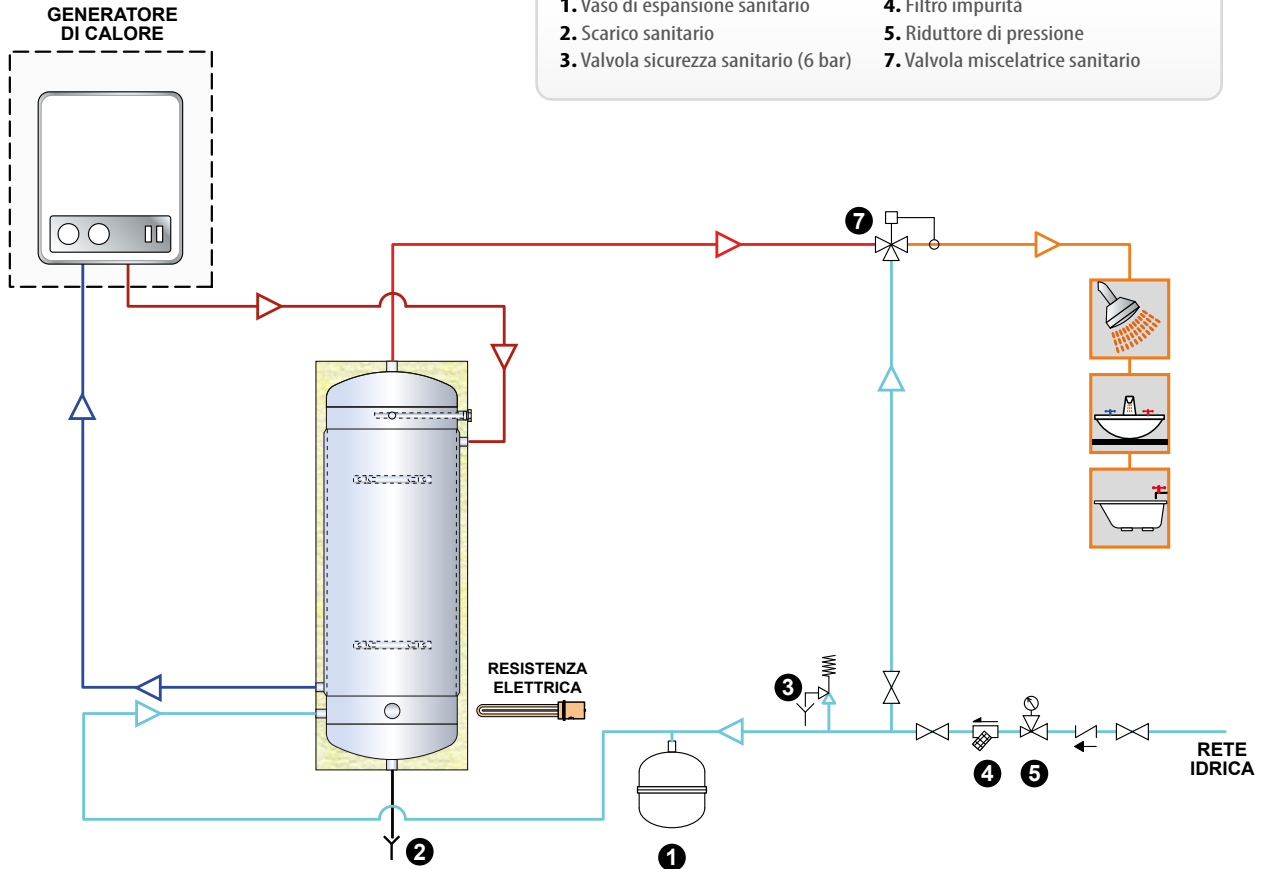 GENERATORE
DI CALORE
1. Vaso di espansione sanitario
2. Scarico sanitario
3. Valvola sicurezza sanitario (6 bar)
4. Filtro impurità
5. Riduttore di pressione
7. Valvola miscelatrice sanitario
7
RESISTENZA
ELETTRICA
3
4
5
RETE
IDRICA
2
1